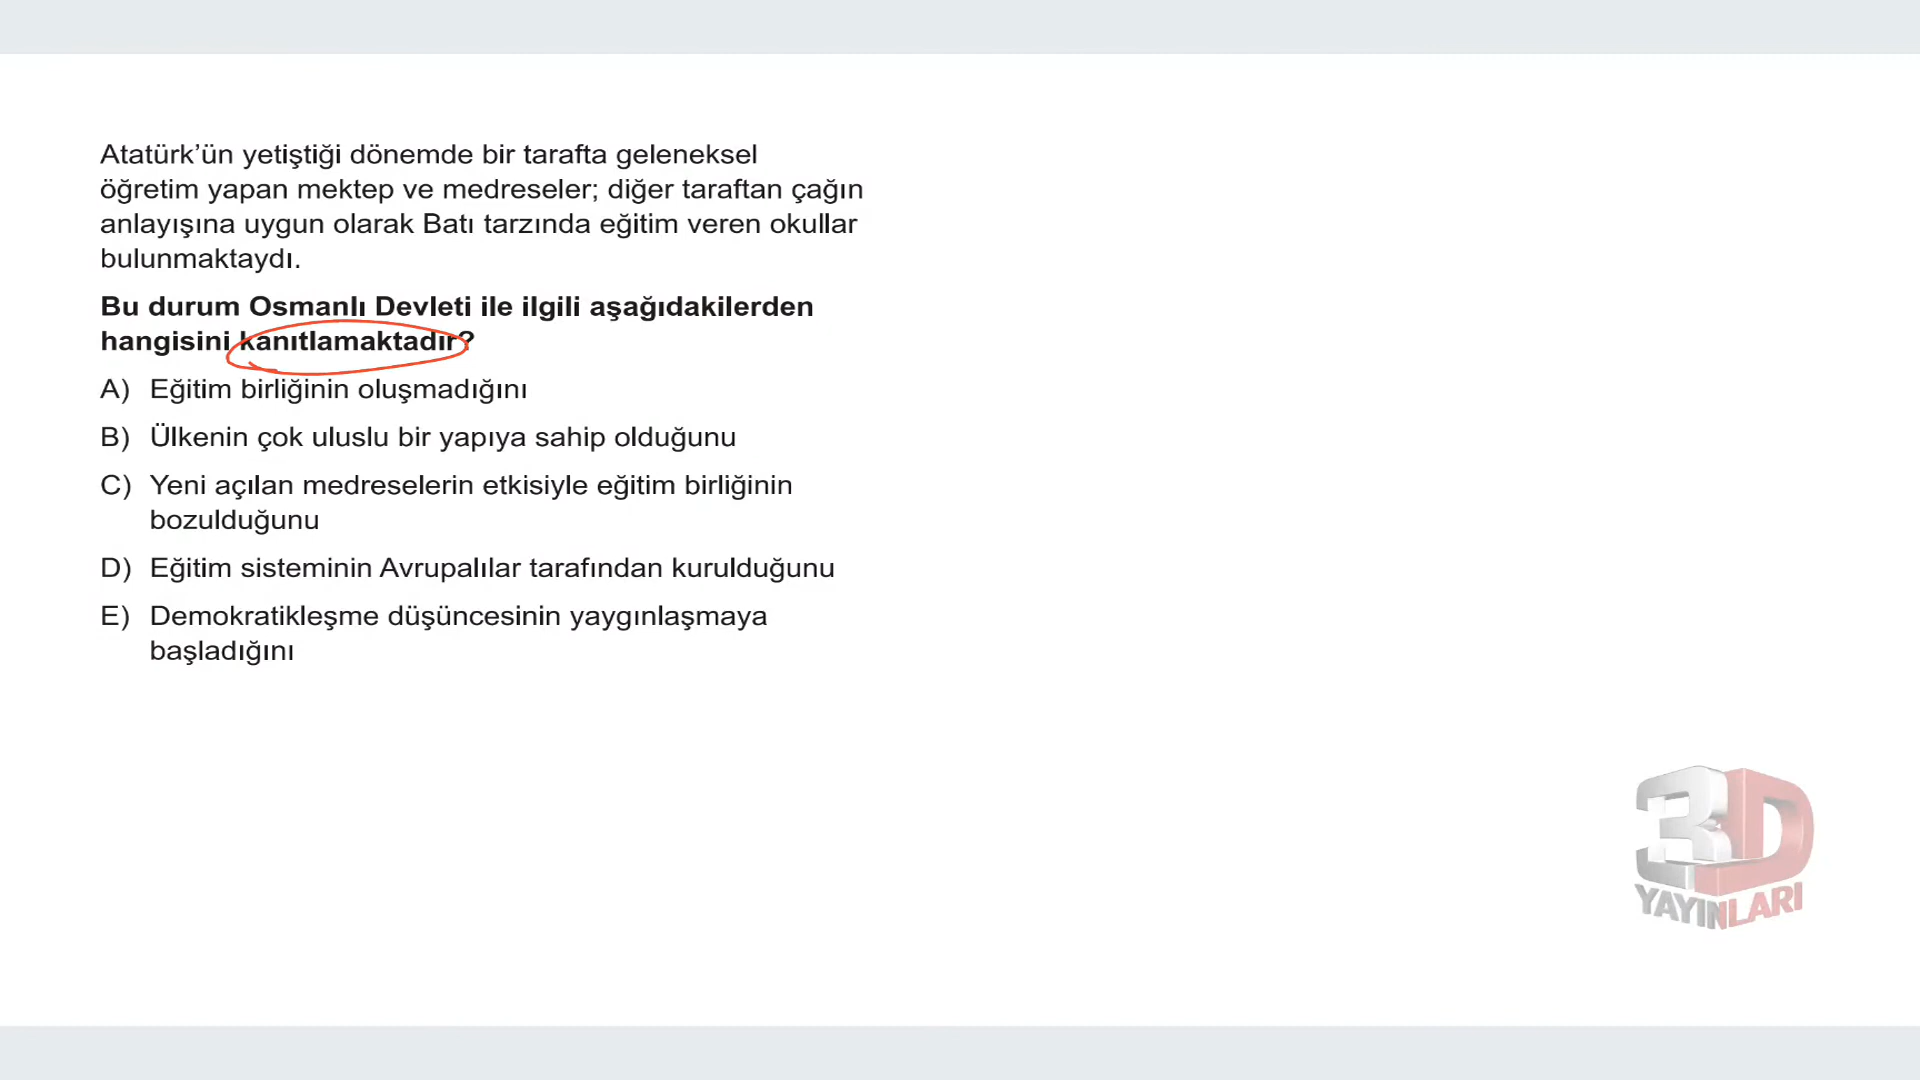 Atatürk’ün yetiştiği dönemde bir tarafta geleneksel
öğretim yapan mektep ve medreseler; diğer taraftan çağın
anlayışına uygun olarak Batı tarzında eğitim veren okullar
bulunmaktaydı.
Bu durum Osmanlı Devleti ile ilgili aşağıdakilerden
hangisini kanıtlamaktadır?
A) Eğitim birliğinin oluşmadığını
B) Ülkenin çok uluslu bir yapıya sahip olduğunu
C) Yeni açılan medreselerin etkisiyle eğitim birliğinin
bozulduğunu
D) Eğitim sisteminin Avrupalılar tarafından kurulduğunu
E) Demokratikleşme düşüncesinin yaygınlaşmaya
başladığını
3D
YAYINLARI